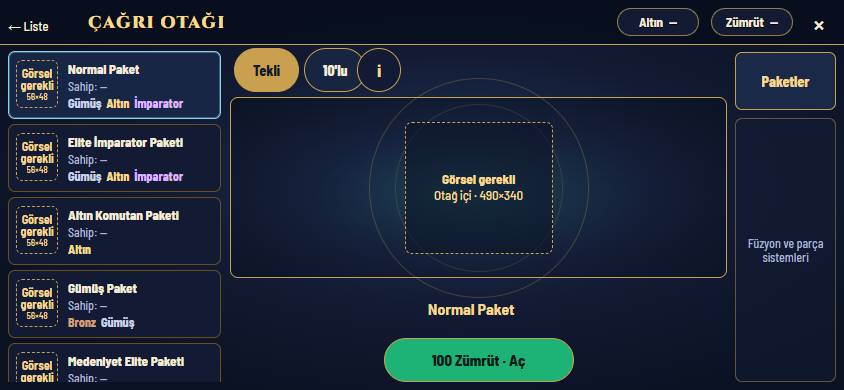 ← Liste
ÇAĞRI OTAĞI
Altın —
Zümrüt —
×
Görsel
gerekli
56×48
Normal Paket
Sahip: —
Gümüş Altın İmparator
Görsel
gerekli
56×48
Elite İmparator Paketi
Sahip: —
Gümüş Altın İmparator
Görsel
gerekli
56×48
Altın Komutan Paketi
Sahip: —
Altın
Görsel
gerekli
56×48
Gümüş Paket
Sahip: —
Bronz Gümüş
Görsel
gerekli
Medeniyet Elite Paketi
Sahip: —
Tekli
10'lu
i
Görsel gerekli
Otağ içi · 490×340
Normal Paket
100 Zümrüt · Aç
Paketler
Füzyon ve parça
sistemleri